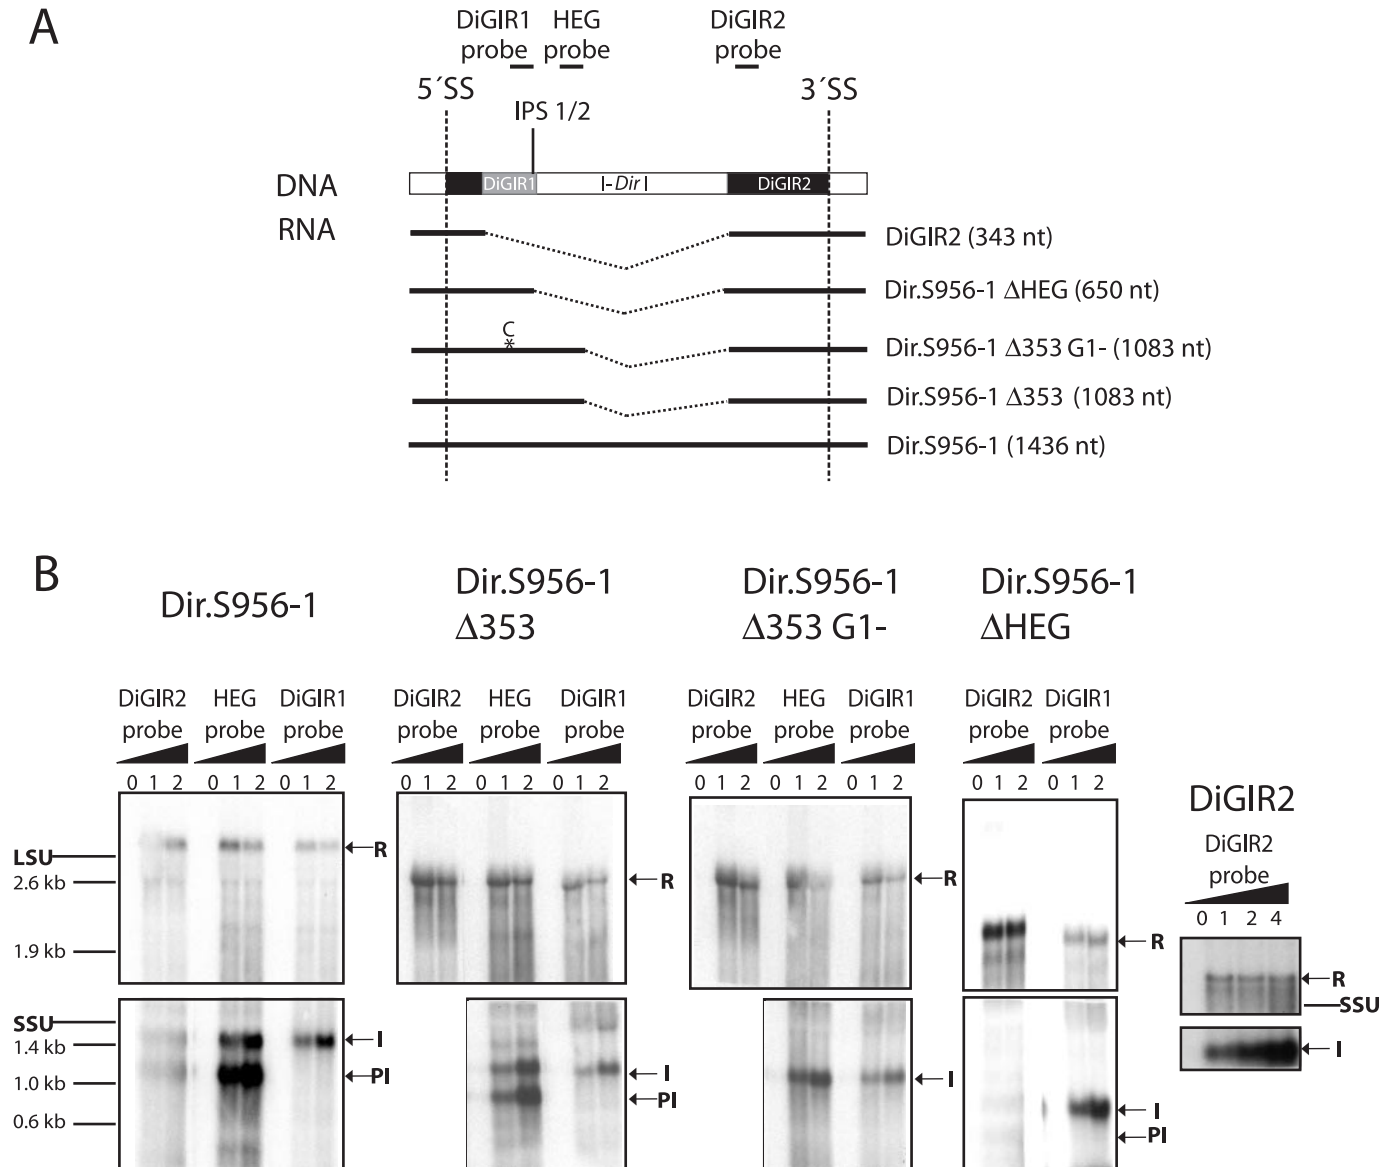 A
DiGIR1 HEG DiGIR2
probe probe probe
5´SS 3´SS
IPS 1/2
DNA DiGIR1 I-Dir I DiGIR2
RNA
DiGIR2 (343 nt)
Dir.S956-1 ΔHEG (650 nt)
C
*
Dir.S956-1 Δ353 G1- (1083 nt)
Dir.S956-1 Δ353 (1083 nt)
Dir.S956-1 (1436 nt)
B
Dir.S956-1
Dir.S956-1
Δ353
Dir.S956-1
Δ353 G1-
Dir.S956-1
ΔHEG
DiGIR2 HEG DiGIR1 DiGIR2 HEG DiGIR1 DiGIR2 HEG DiGIR1 DiGIR2 DiGIR1
probe probe probe probe probe probe probe probe probe probe probe
0 1 2 0 1 2 0 1 2 0 1 2 0 1 2 0 1 2 0 1 2 0 1 2 0 1 2 0 1 2 0 1 2
DiGIR2
DiGIR2
probe
0 1 2 4
LSU
2.6 kb
1.9 kb
R
R
R
R
R
SSU
SSU
1.4 kb
1.0 kb
0.6 kb
I
PI
I
PI
I
I
PI
I